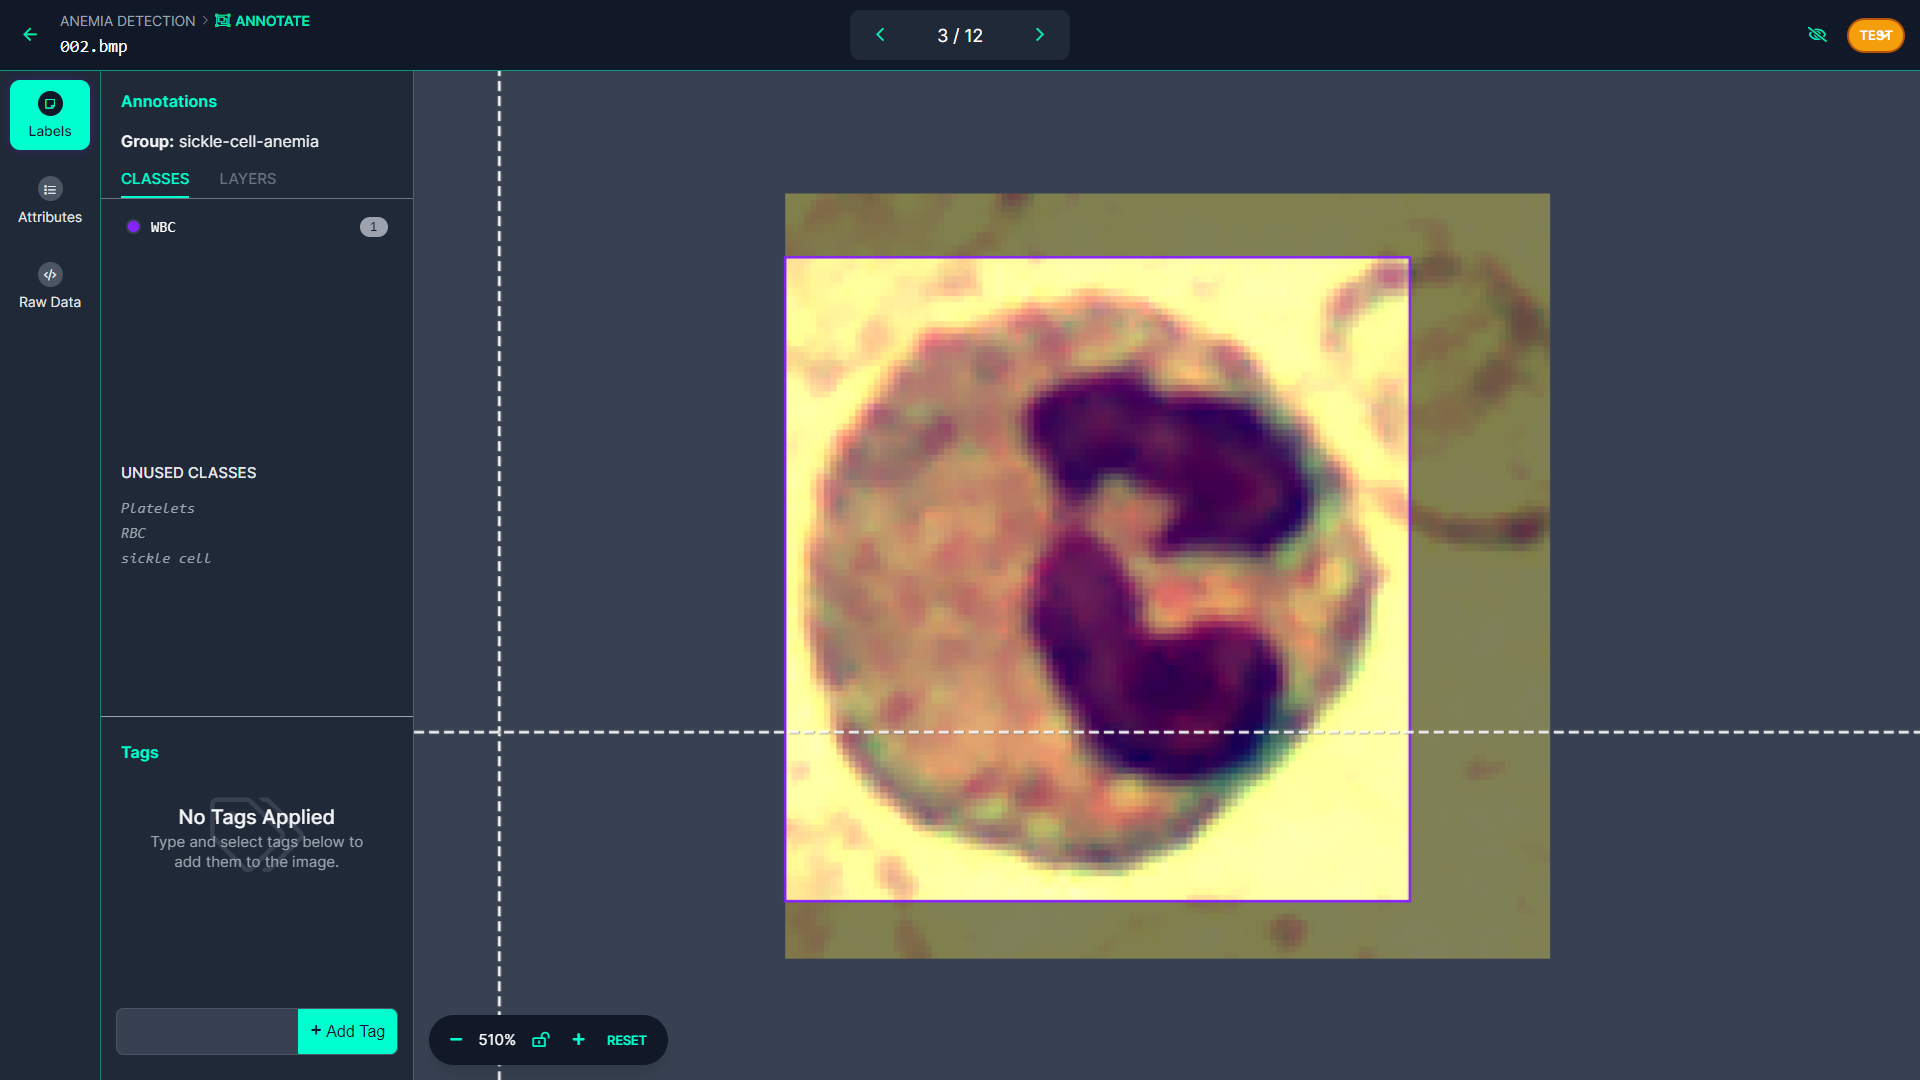 ANEMIA DETECTION > ANNOTATE
002.bmp
3 / 12
TEST
Labels
Attributes
Raw Data
Annotations
Group: sickle-cell-anemia
CLASSES LAYERS
WBC 1
UNUSED CLASSES
Platelets
RBC
sickle cell
Tags
No Tags Applied
Type and select tags below to
add them to the image.
+ Add Tag
510% RESET